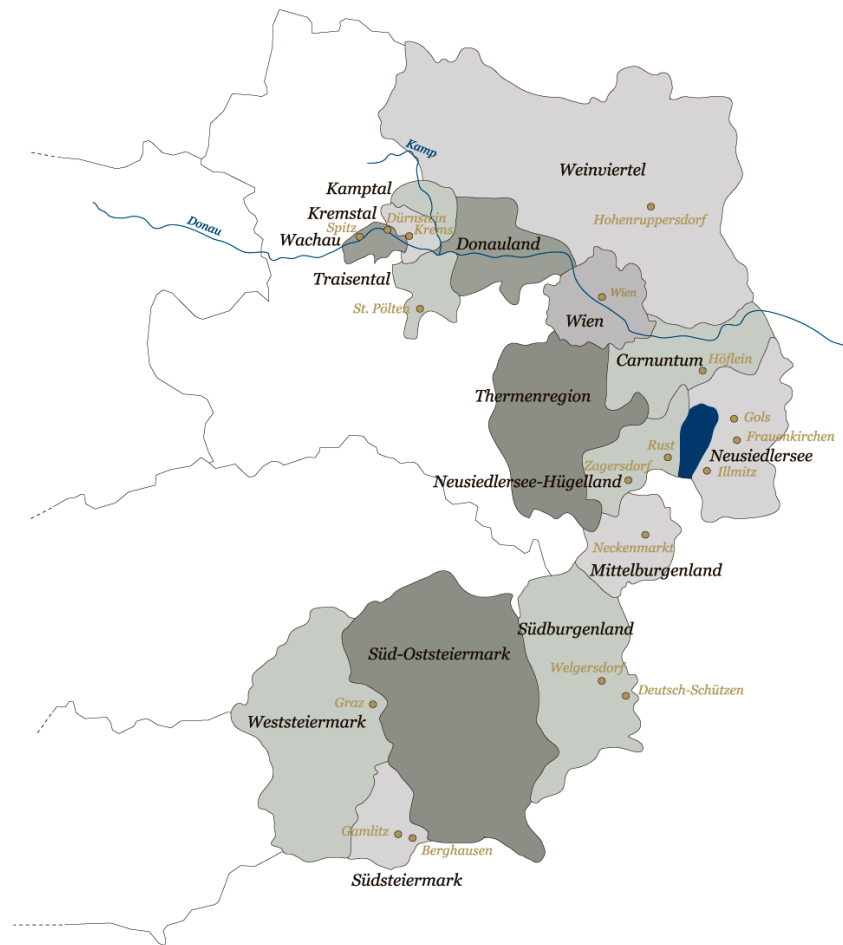 Kamp
Weinviertel
Kamptal
Hohenruppersdorf
Kremstal
Dürnstein
Donau
Spitz
Krems
Wachau
Donauland
Traisental
Wien
St. Pölten
Wien
Carnuntum
Höflein
Thermenregion
Gols
Frauenkirchen
Rust
Neusiedlersee
Zagersdorf
Illmitz
Neusiedlersee-Hügelland
Neckenmarkt
Mittelburgenland
Südburgenland
Süd-Oststeiermark
Welgersdorf
Deutsch-Schützen
Graz
Weststeiermark
Gamlitz
Berghausen
Südsteiermark